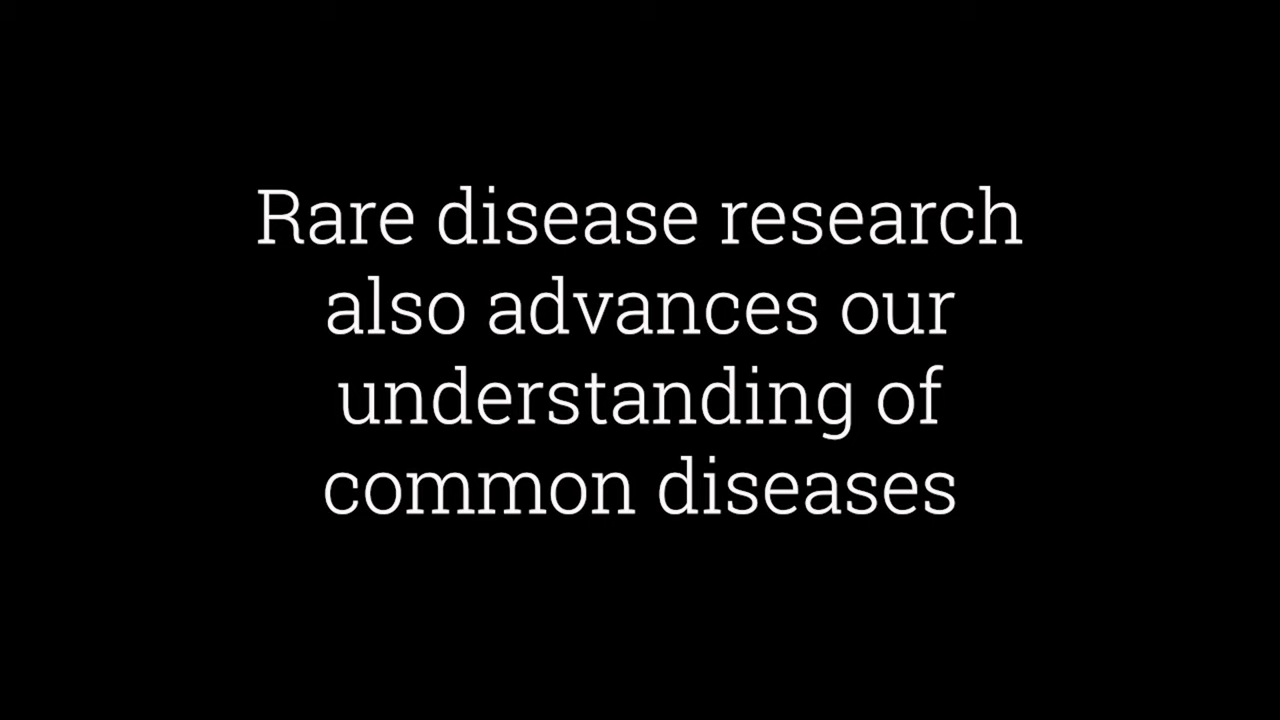 Rare disease research
also advances our
understanding of
common diseases